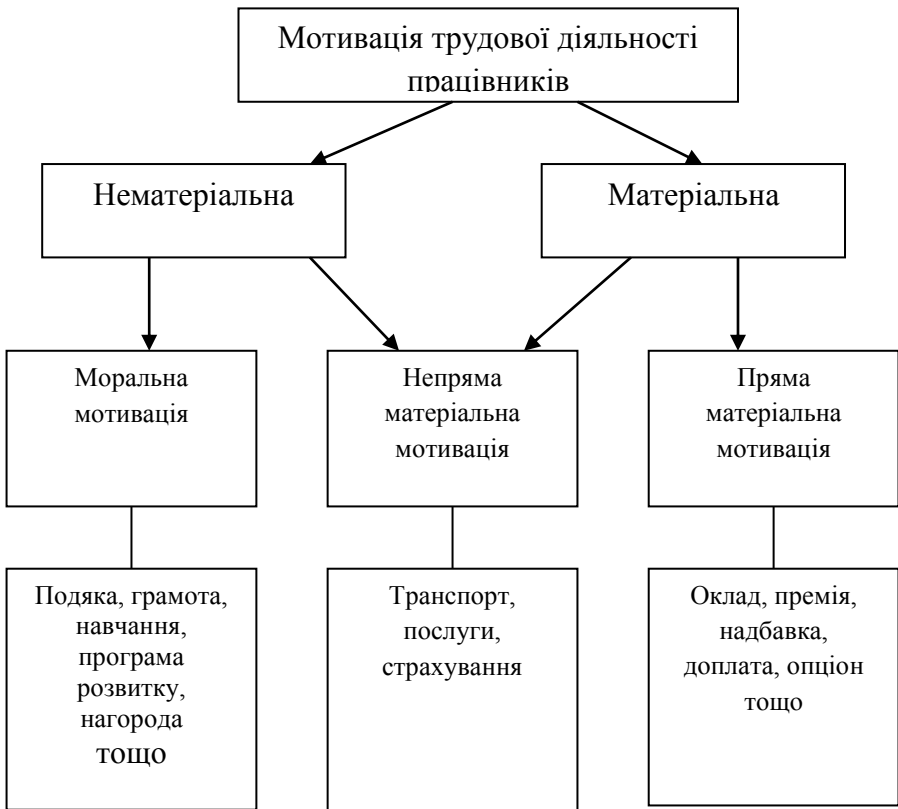 Мотивація трудової діяльності
працівників
Нематеріальна
Матеріальна
Моральна
мотивація
Непряма
матеріальна
мотивація
Пряма
матеріальна
мотивація
Подяка, грамота,
навчання,
програма
розвитку,
нагорода
тощо
Транспорт,
послуги,
страхування
Оклад, премія,
надбавка,
доплата, опціон
тощо